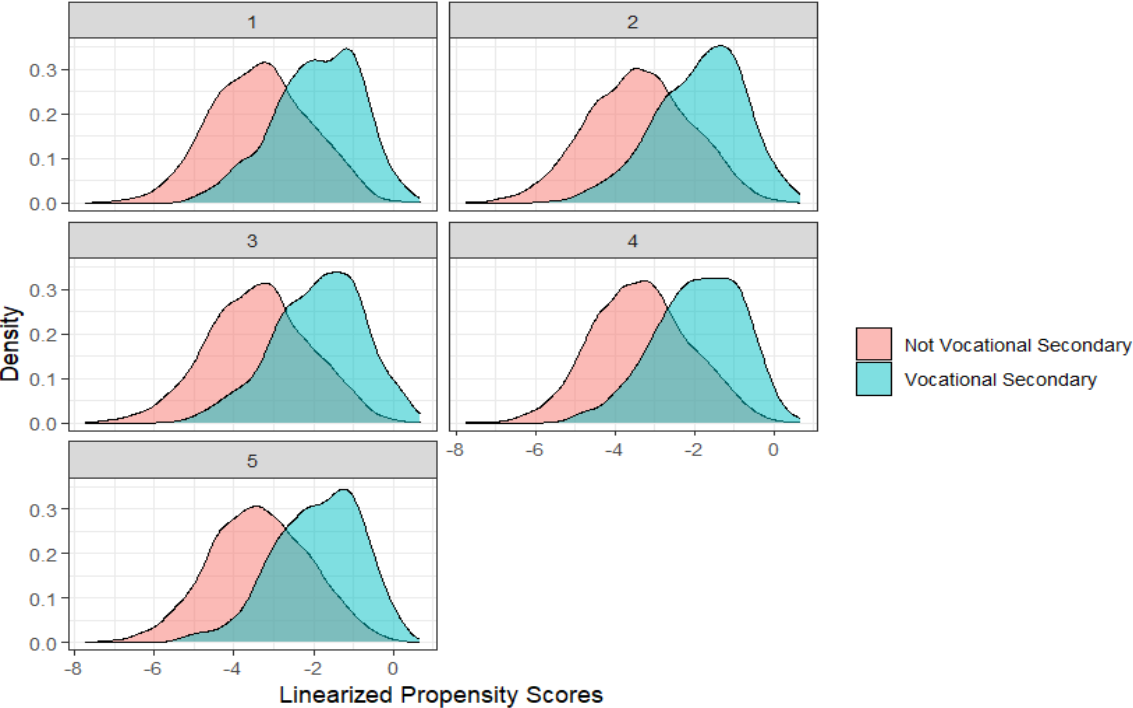 1
2
0.3
0.2
0.1
0.0
3
4
0.3
0.2
0.1
0.0
-8 -6 -4 -2 0
5
0.3
0.2
0.1
0.0
-8 -6 -4 -2 0
Density
Linearized Propensity Scores
Not Vocational Secondary
Vocational Secondary